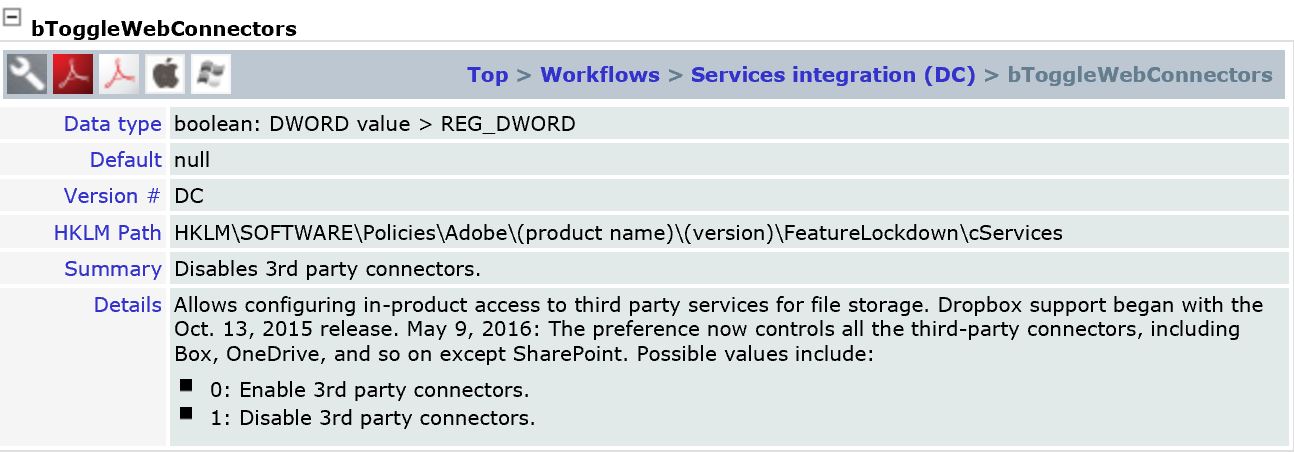 bToggleWebConnectors
Top > Workflows > Services integration (DC) > bToggleWebConnectors
Data type boolean: DWORD value > REG_DWORD
Default null
Version # DC
HKLM Path HKLM\SOFTWARE\Policies\Adobe\(product name)\(version)\FeatureLockdown\cServices
Summary Disables 3rd party connectors.
Details Allows configuring in-product access to third party services for file storage. Dropbox support began with the
Oct. 13, 2015 release. May 9, 2016: The preference now controls all the third-party connectors, including
Box, OneDrive, and so on except SharePoint. Possible values include:
0: Enable 3rd party connectors.
1: Disable 3rd party connectors.